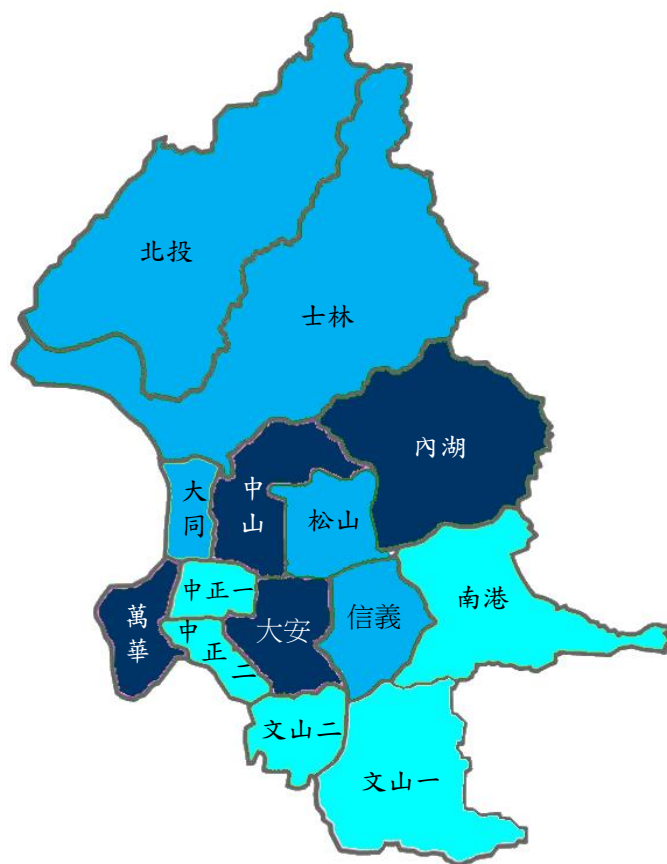 北投
士林
內湖
大同
中山
松山
中正一
萬華
大安
信義
南港
中正二
文山二
文山一